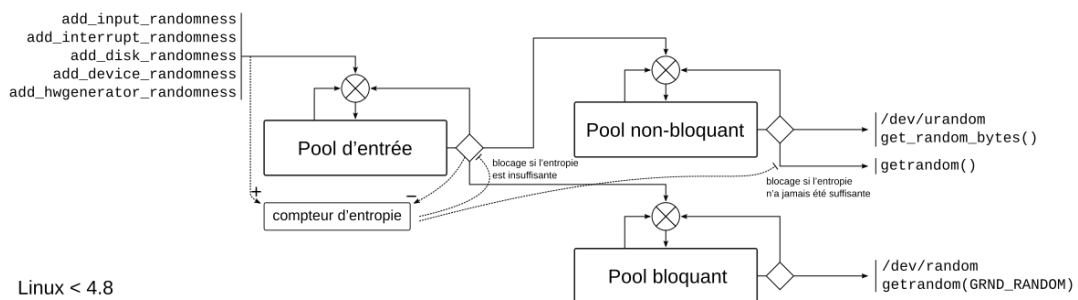 add_input_randomness
add_interrupt_randomness
add_disk_randomness
add_device_randomness
add_hwgenerator_randomness
Pool d’entrée
+
−
compteur d’entropie
blocage si l’entropie
est insuffisante
Pool non-bloquant
/dev/urandom
get_random_bytes()
getrandom()
blocage si l’entropie
n’a jamais été suffisante
Pool bloquant
/dev/random
getrandom(GRND_RANDOM)
Linux < 4.8